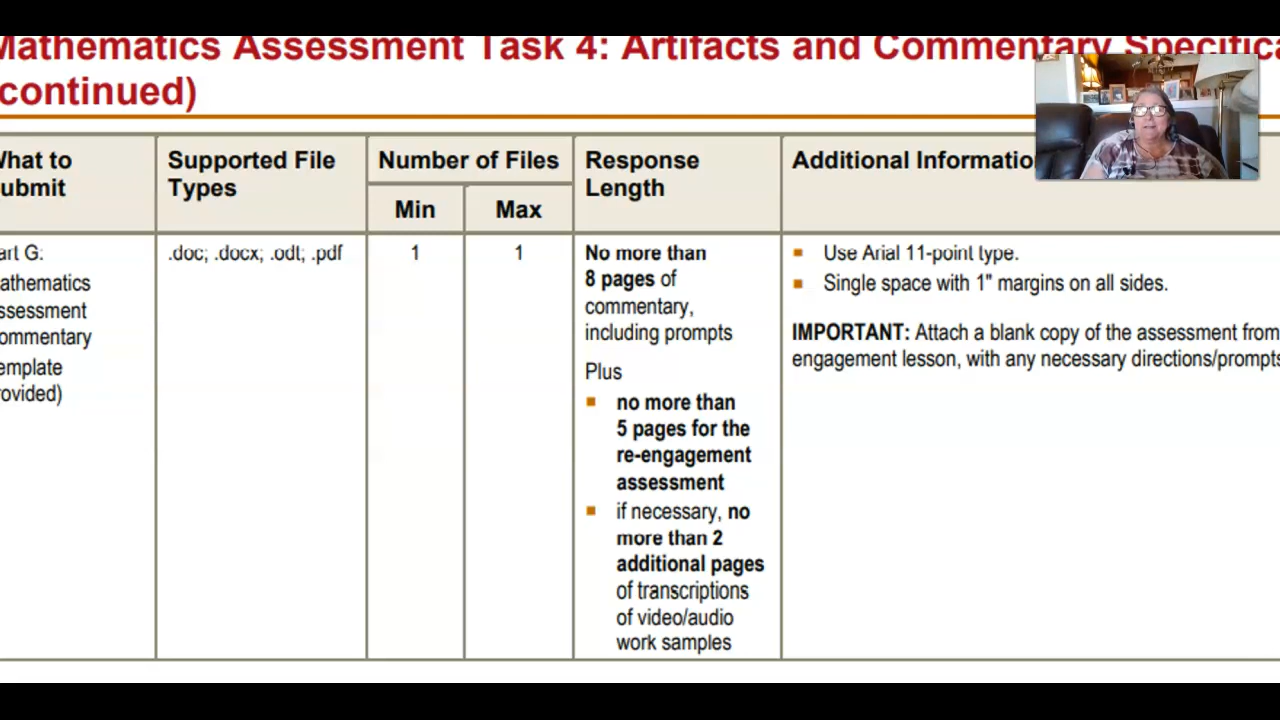 Mathematics Assessment Task 4: Artifacts and Commentary Specifica
continued)
What to
ubmit
Supported File
Types
Number of Files
Min
Max
Response
Length
Additional Informatio
art G:
athematics
ssessment
ommentary
emplate
rovided)
.doc; .docx; .odt; .pdf
1
1
No more than
8 pages of
commentary,
including prompts
Plus
no more than
5 pages for the
re-engagement
assessment
if necessary, no
more than 2
additional pages
of transcriptions
of video/audio
work samples
Use Arial 11-point type.
Single space with 1" margins on all sides.
IMPORTANT: Attach a blank copy of the assessment from
engagement lesson, with any necessary directions/prompts